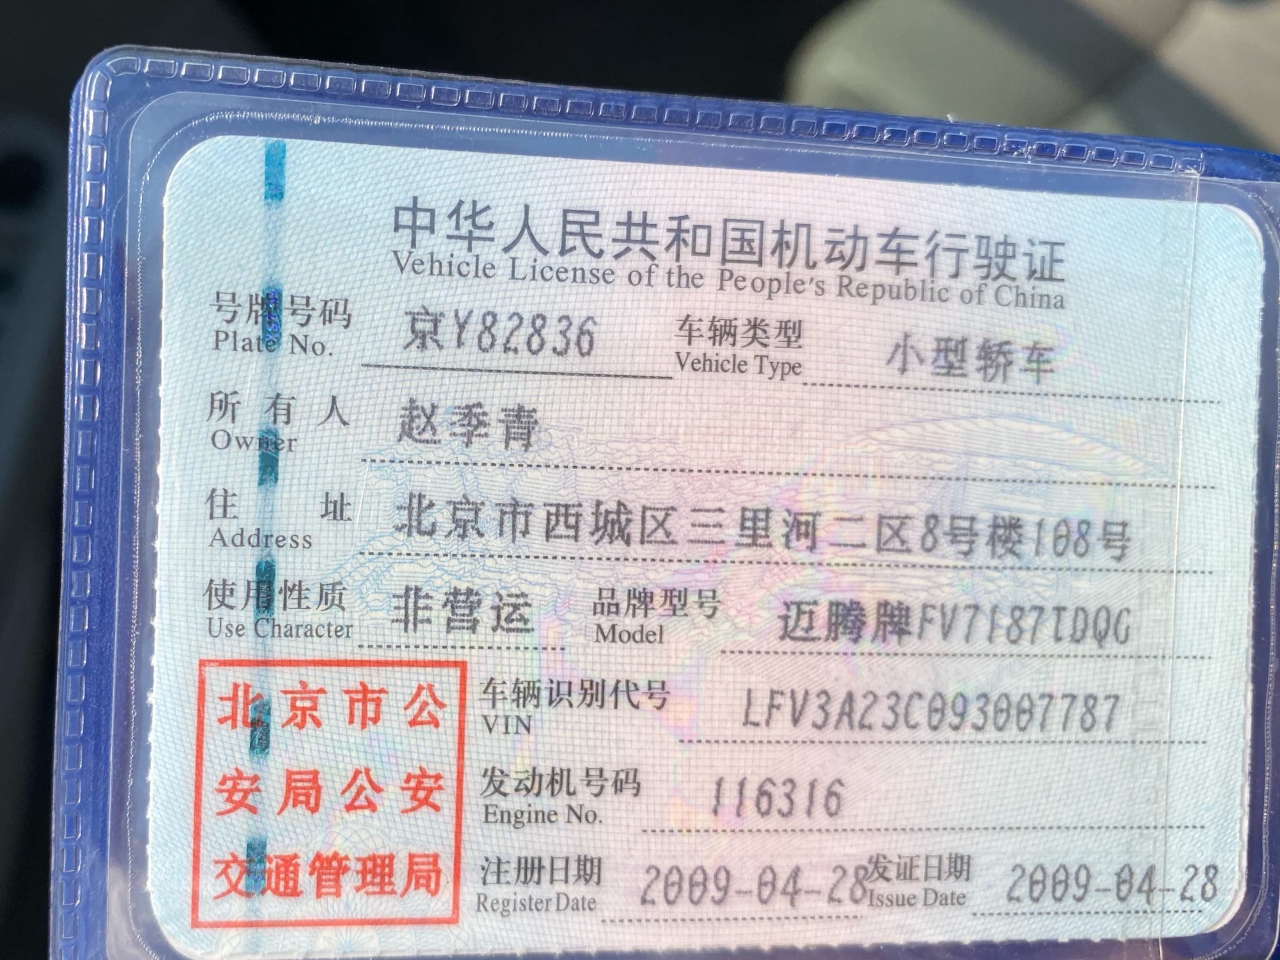 中华人民共和国机动车行驶证
Vehicle License of the People's Republic of China
号牌号码 京Y82836 车辆类型 小型轿车
Plate No. Vehicle Type
所有人 赵季青
Owner
住址 北京市西城区三里河二区8号楼108号
Address
使用性质 非营运 品牌型号 迈腾牌FV7187TDQG
Use Character Model
车辆识别代号 LFV3A23C093007787
VIN
发动机号码 116316
Engine No.
注册日期 2009-04-28 发证日期 2009-04-28
Register Date Issue Date
北京市公
安局公安
交通管理局